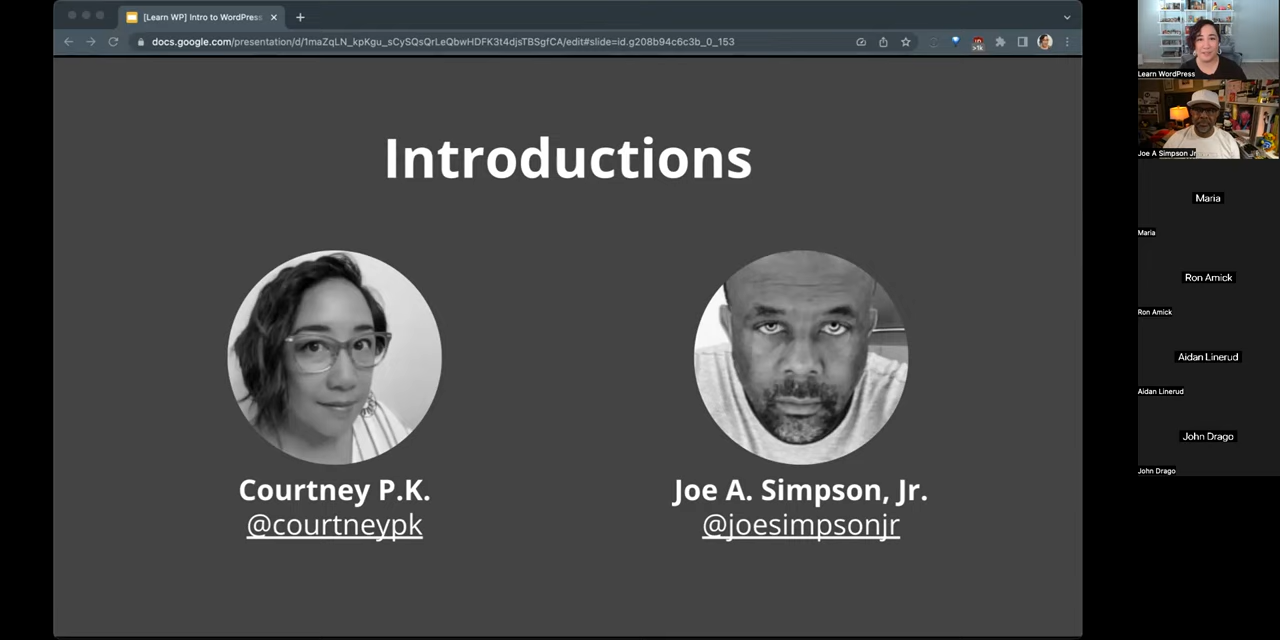 [Learn WP] Intro to WordPress
docs.google.com/presentation/d/1maZqLN_kpKgu_sCySQsQrLeQbwHDFK3t4djsTBSgfCA/edit#slide=id.g208b94c6c3b_0_153
Introductions
Courtney P.K.
@courtneypk
Joe A. Simpson, Jr.
@joesimpsonjr
Learn WordPress
Joe A Simpson Jr
Maria
Maria
Ron Amick
Ron Amick
Aidan Linerud
Aidan Linerud
John Drago
John Drago